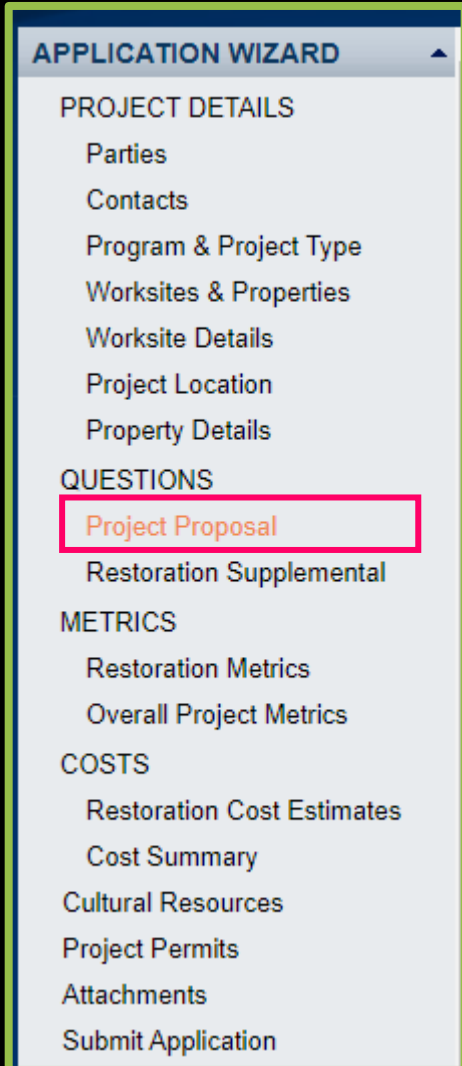 APPLICATION WIZARD
PROJECT DETAILS
Parties
Contacts
Program & Project Type
Worksites & Properties
Worksite Details
Project Location
Property Details
QUESTIONS
Project Proposal
Restoration Supplemental
METRICS
Restoration Metrics
Overall Project Metrics
COSTS
Restoration Cost Estimates
Cost Summary
Cultural Resources
Project Permits
Attachments
Submit Application